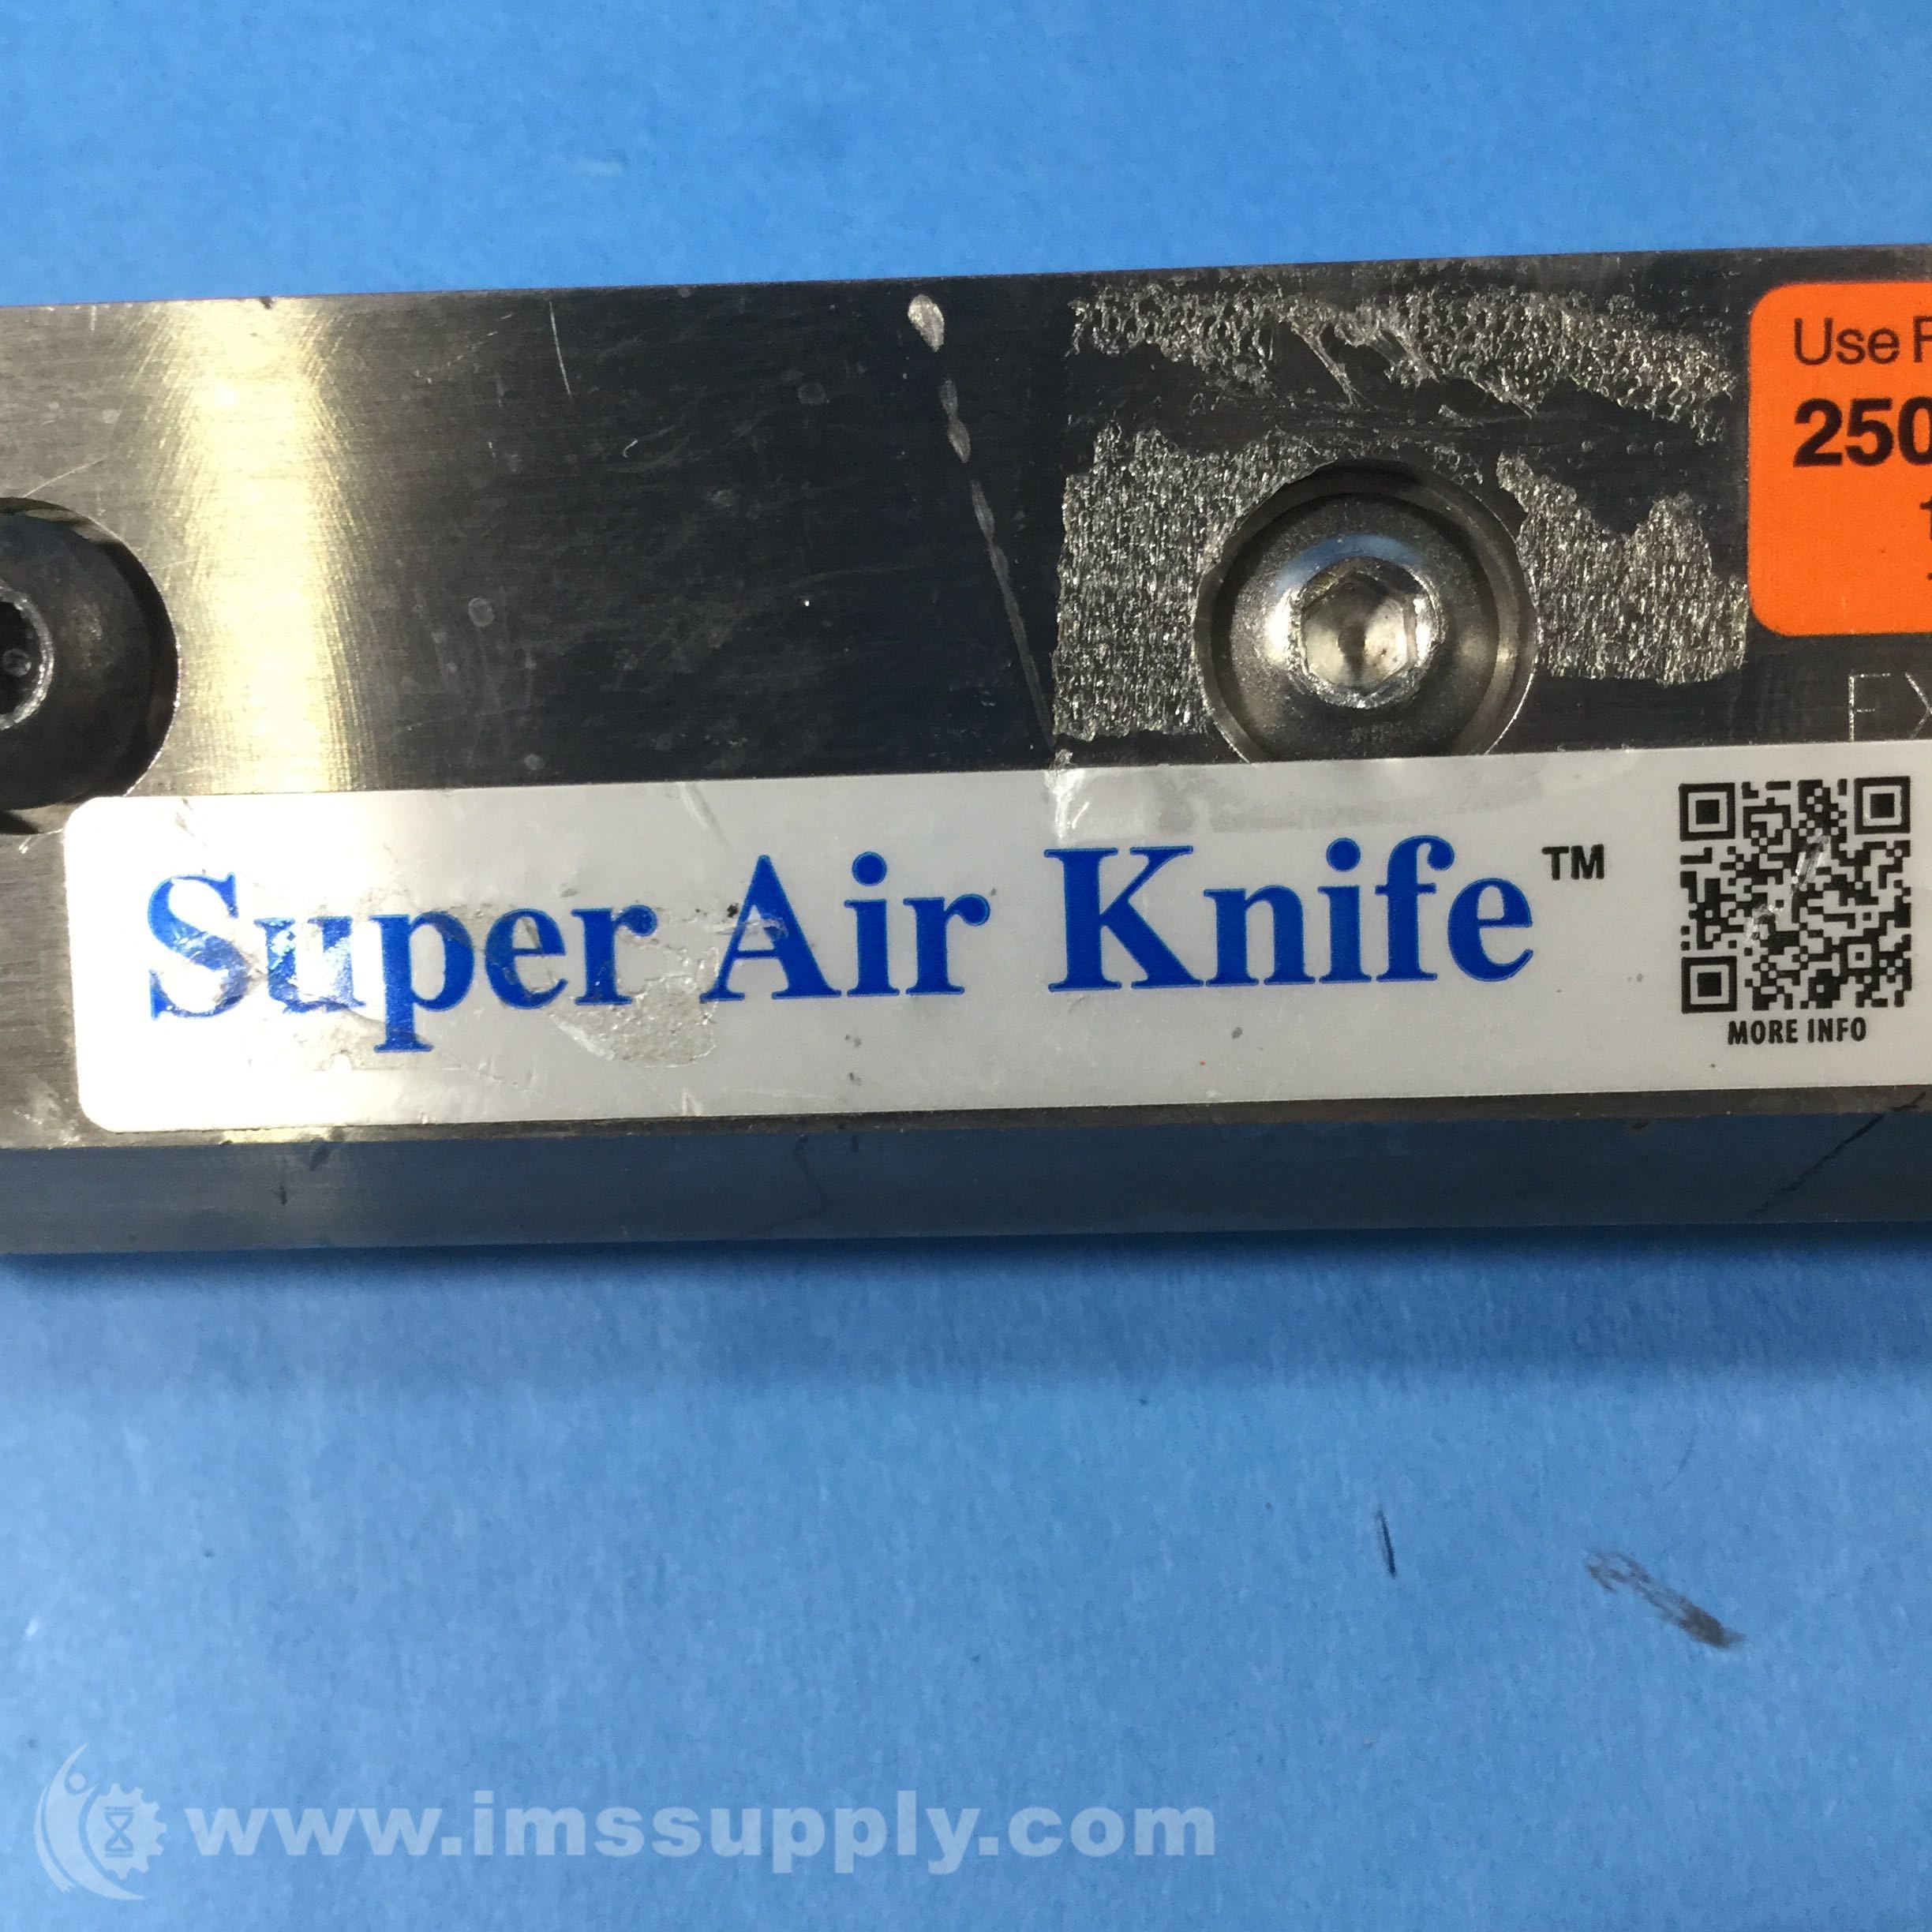 Use
250
Super Air Knife™
MORE INFO
www.imssupply.com